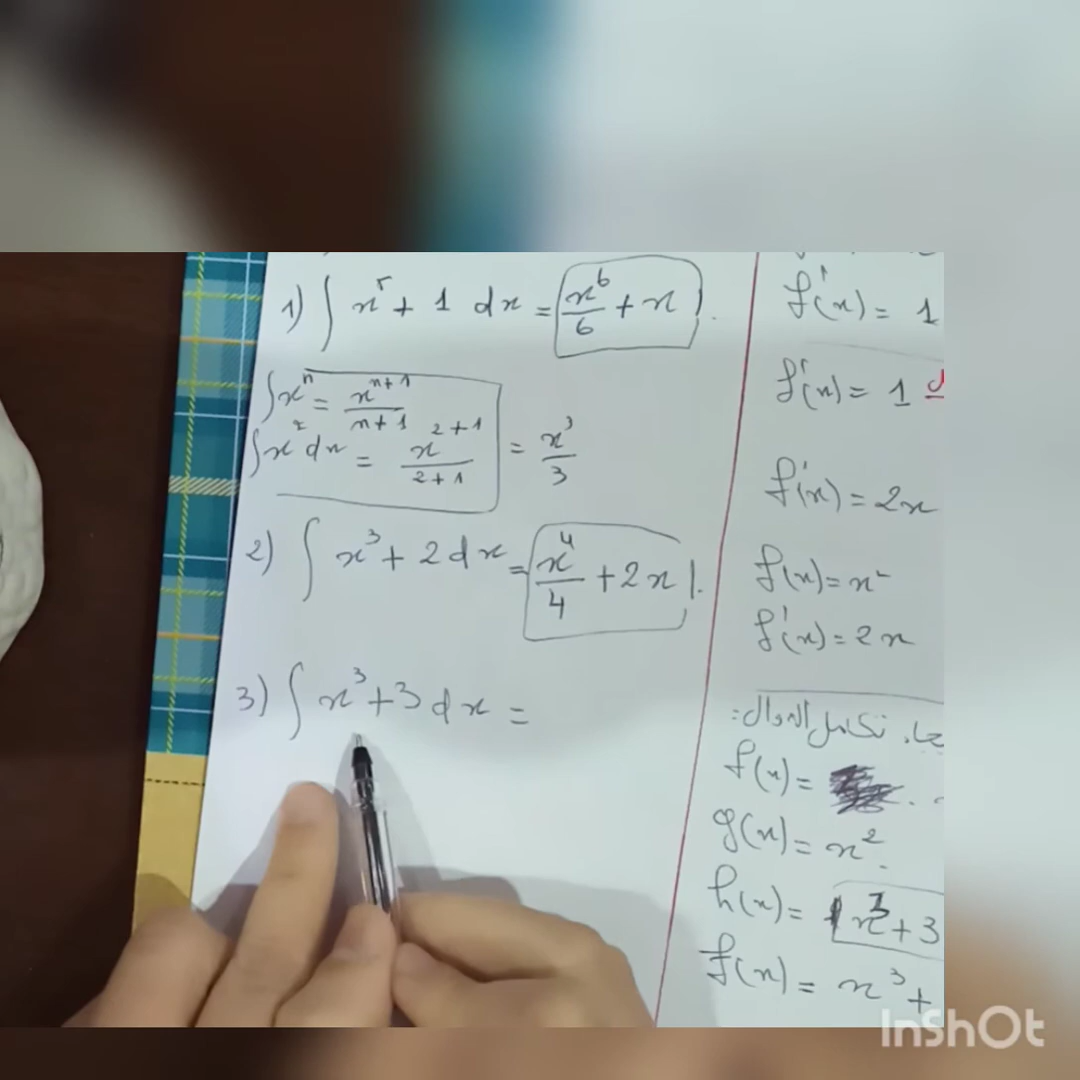 1) ∫ x⁵ + 1 dx = x⁶/6 + x .
∫xⁿ = xⁿ⁺¹/n+1
∫x² dx = x²⁺¹/2+1 = x³/3
2) ∫ x³ + 2 dx = x⁴/4 + 2x .
3) ∫ x³ + 3 dx =
f'(x) = 1
f'(x) = 1
f'(x) = 2x
f(x) = x²
f'(x) = 2x
تكامل الدوال:
f(x) =
g(x) = x² .
h(x) = x³ + 3
f(x) = x³ +
InShOt